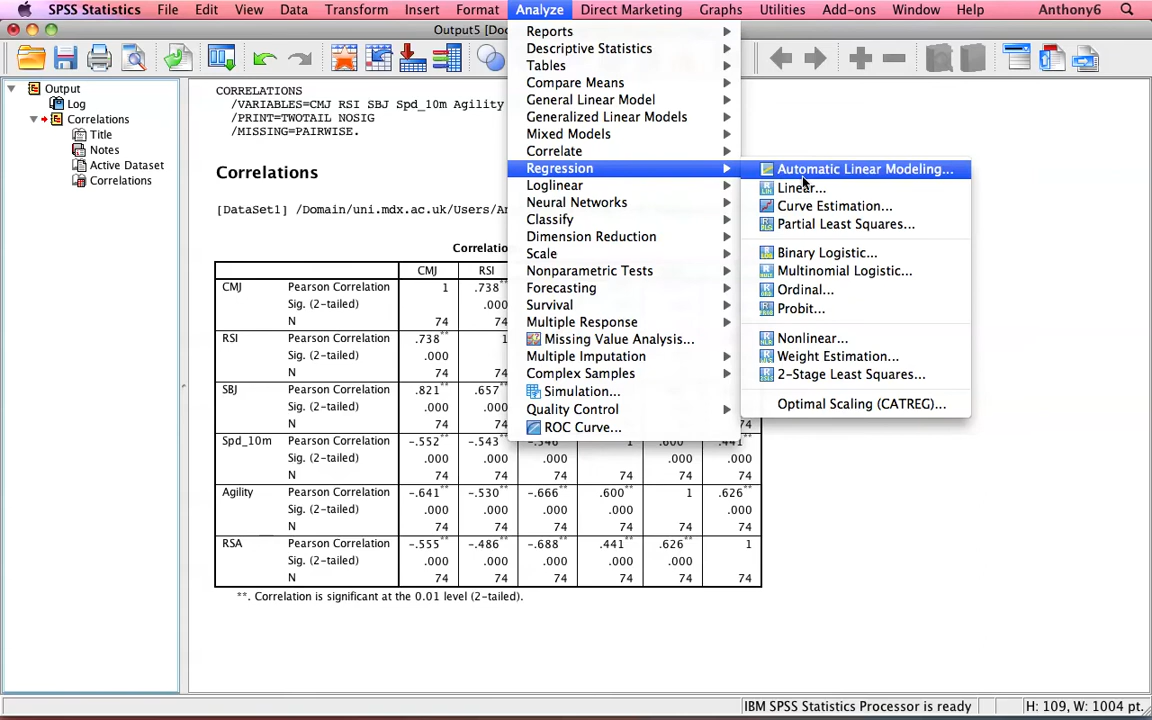 SPSS Statistics File Edit View Data Transform Insert Format Analyze Direct Marketing Graphs Utilities Add-ons Window Help Anthony6
Output5 [Doc
Output
Log
Correlations
Title
Notes
Active Dataset
Correlations
CORRELATIONS
/VARIABLES=CMJ RSI SBJ Spd_10m Agility
/PRINT=TWOTAIL NOSIG
/MISSING=PAIRWISE.
Correlations
[DataSet1] /Domain/uni.mdx.ac.uk/Users/An
Correlatio
CMJ RSI
CMJ Pearson Correlation 1 .738**
Sig. (2-tailed) .000
N 74 74
RSI Pearson Correlation .738** 1
Sig. (2-tailed) .000
N 74 74
SBJ Pearson Correlation .821** .657**
Sig. (2-tailed) .000 .000
N 74 74 74
Spd_10m Pearson Correlation -.552** -.543** -.546** 1 .600** .441**
Sig. (2-tailed) .000 .000 .000 .000 .000
N 74 74 74 74 74 74
Agility Pearson Correlation -.641** -.530** -.666** .600** 1 .626**
Sig. (2-tailed) .000 .000 .000 .000 .000
N 74 74 74 74 74 74
RSA Pearson Correlation -.555** -.486** -.688** .441** .626** 1
Sig. (2-tailed) .000 .000 .000 .000 .000
N 74 74 74 74 74 74
**. Correlation is significant at the 0.01 level (2-tailed).
Reports
Descriptive Statistics
Tables
Compare Means
General Linear Model
Generalized Linear Models
Mixed Models
Correlate
Regression
Loglinear
Neural Networks
Classify
Dimension Reduction
Scale
Nonparametric Tests
Forecasting
Survival
Multiple Response
Missing Value Analysis...
Multiple Imputation
Complex Samples
Simulation...
Quality Control
ROC Curve...
Automatic Linear Modeling...
Linear...
Curve Estimation...
Partial Least Squares...
Binary Logistic...
Multinomial Logistic...
Ordinal...
Probit...
Nonlinear...
Weight Estimation...
2-Stage Least Squares...
Optimal Scaling (CATREG)...
IBM SPSS Statistics Processor is ready H: 109, W: 1004 pt.